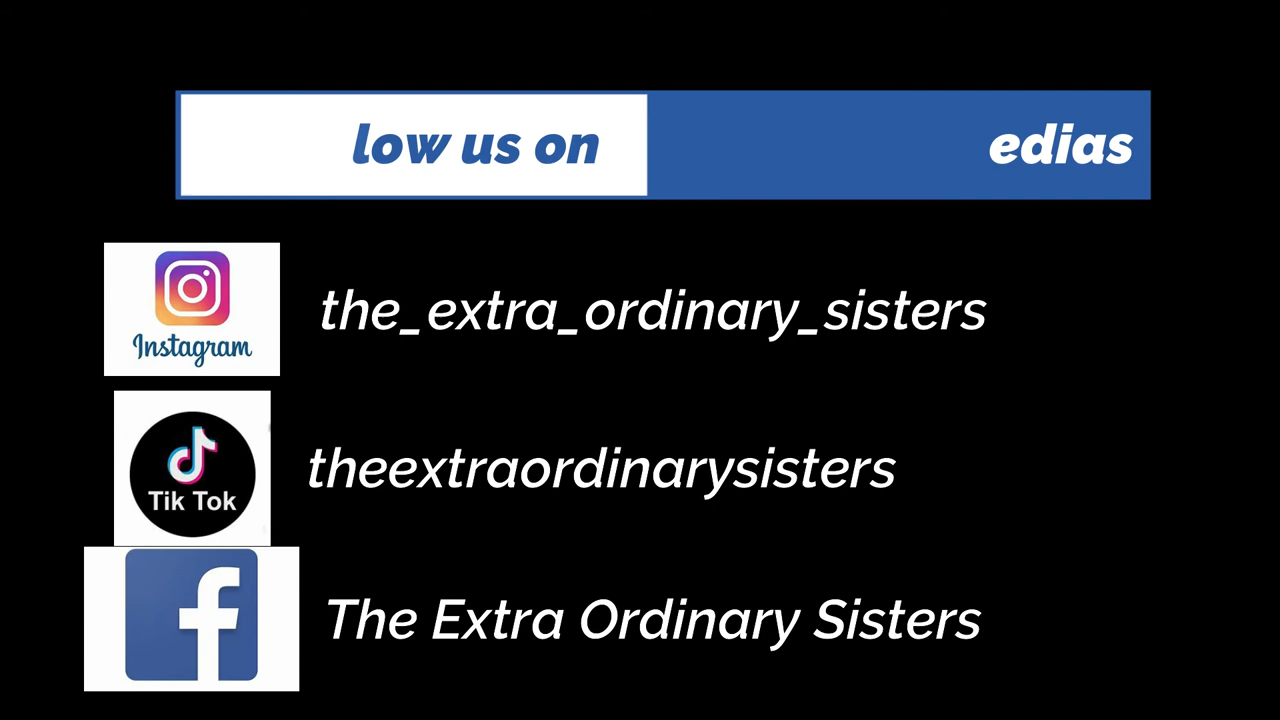 low us on edias
Instagram
the_extra_ordinary_sisters
Tik Tok
theextraordinarysisters
The Extra Ordinary Sisters